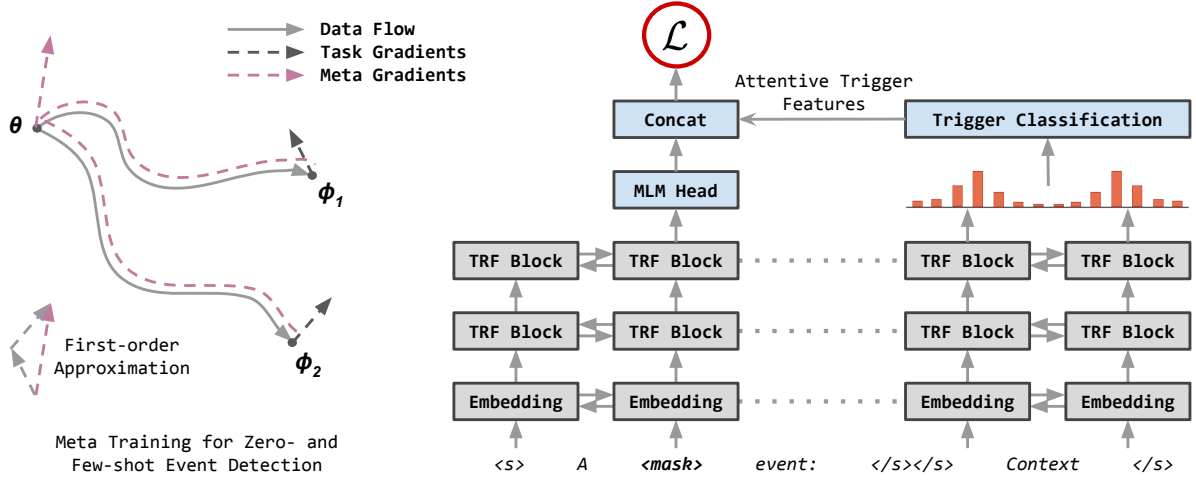 Data Flow
Task Gradients
Meta Gradients
θ
ϕ1
ϕ2
First-order
Approximation
Meta Training for Zero- and
Few-shot Event Detection
ℒ
Attentive Trigger
Features
Concat
Trigger Classification
MLM Head
TRF Block TRF Block TRF Block TRF Block
TRF Block TRF Block TRF Block TRF Block
Embedding Embedding Embedding Embedding
<s> A <mask> event: </s></s> Context </s>